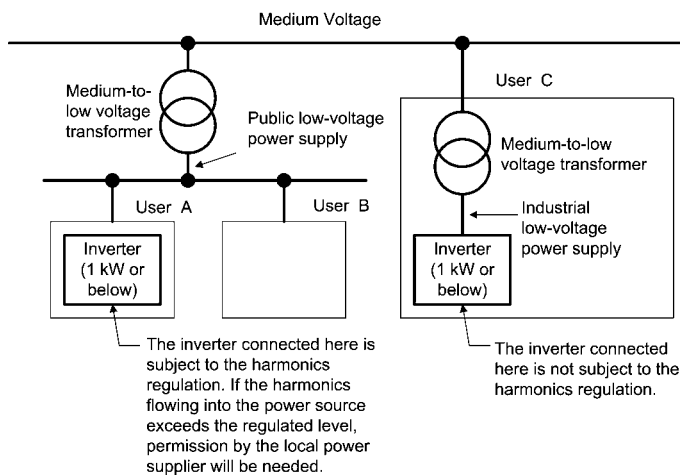 Medium Voltage
Medium-to-
low voltage
transformer
Public low-voltage
power supply
User C
Medium-to-low
voltage transformer
User A
User B
Industrial
low-voltage
power supply
Inverter
(1 kW or
below)
Inverter
(1 kW or
below)
The inverter connected here is
subject to the harmonics
regulation. If the harmonics
flowing into the power source
exceeds the regulated level,
permission by the local power
supplier will be needed.
The inverter connected
here is not subject to the
harmonics regulation.